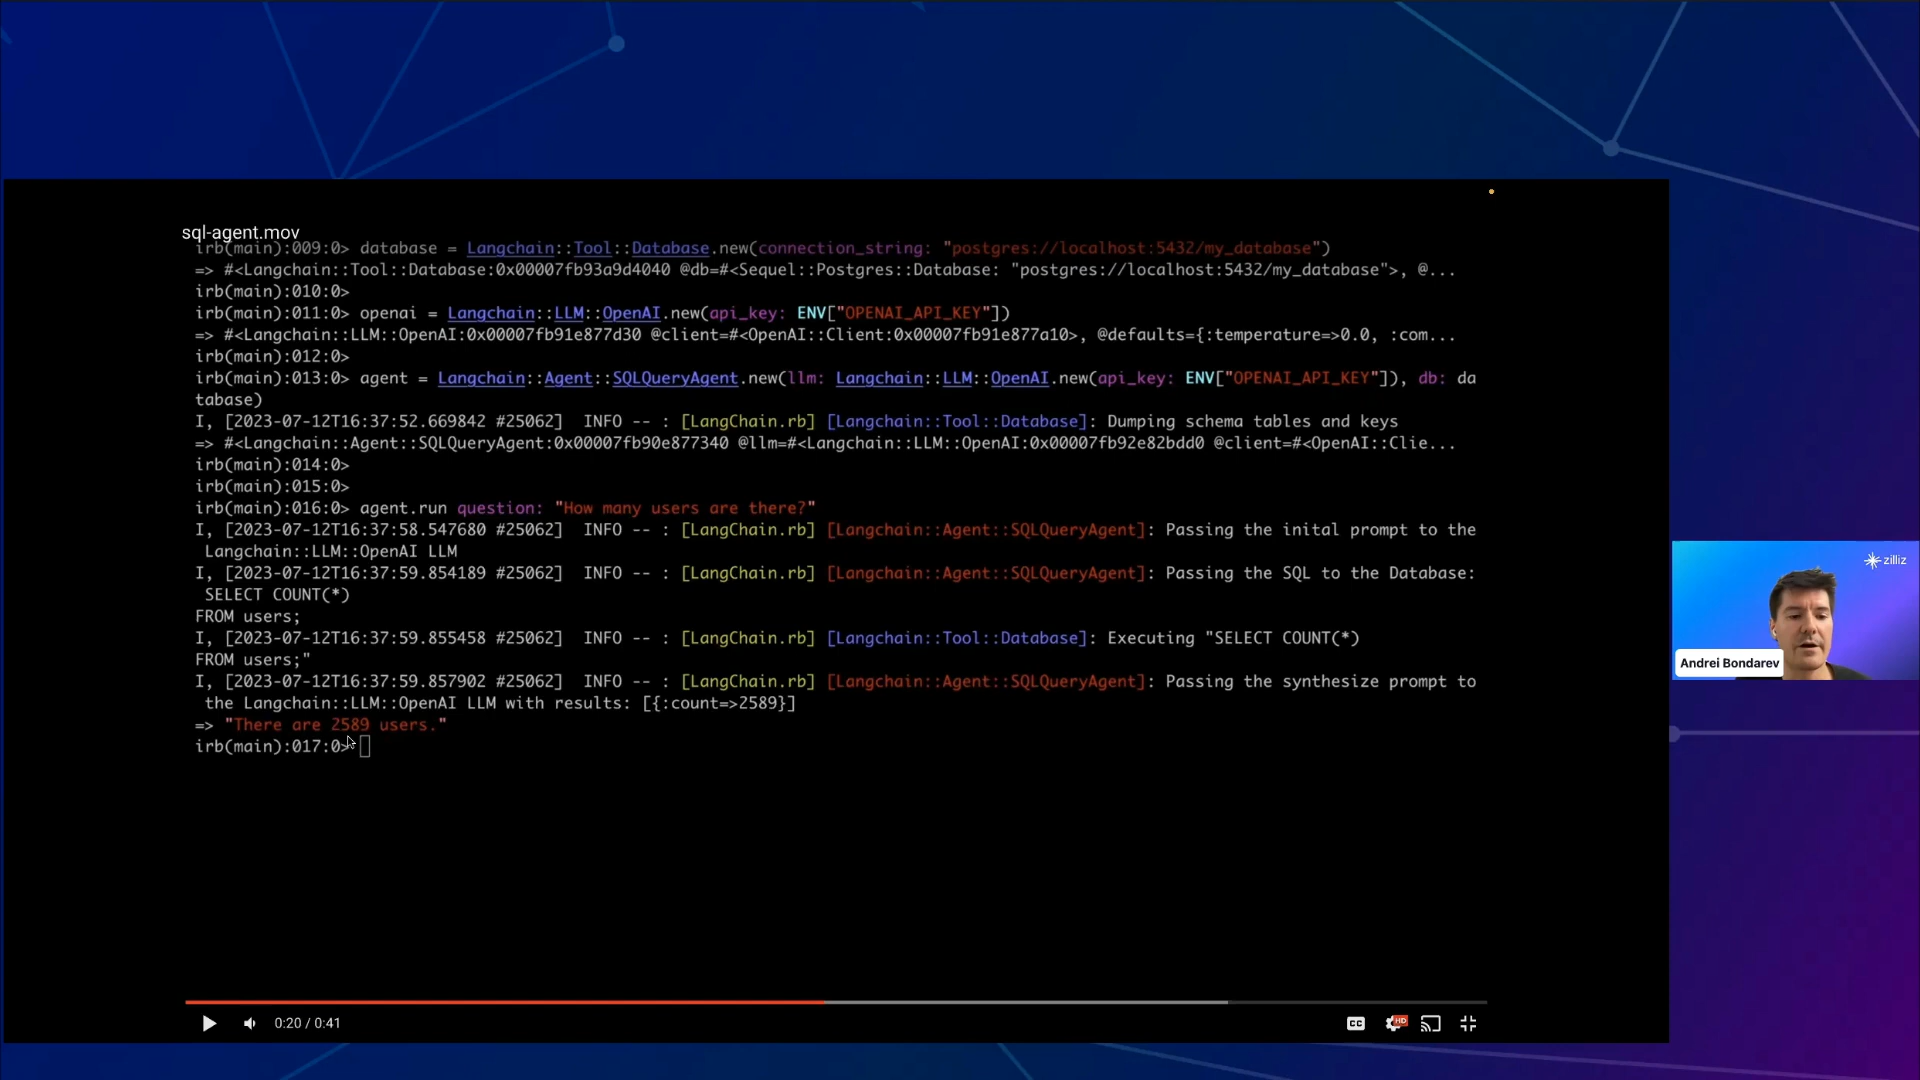 sql-agent.mov
irb(main):009:0> database = Langchain::Tool::Database.new(connection_string: "postgres://localhost:5432/my_database")
=> #<Langchain::Tool::Database:0x00007fb93a9d4040 @db=#<Sequel::Postgres::Database: "postgres://localhost:5432/my_database">, @...
irb(main):010:0>
irb(main):011:0> openai = Langchain::LLM::OpenAI.new(api_key: ENV["OPENAI_API_KEY"])
=> #<Langchain::LLM::OpenAI:0x00007fb91e877d30 @client=#<OpenAI::Client:0x00007fb91e877a10>, @defaults={:temperature=>0.0, :com...
irb(main):012:0>
irb(main):013:0> agent = Langchain::Agent::SQLQueryAgent.new(llm: Langchain::LLM::OpenAI.new(api_key: ENV["OPENAI_API_KEY"]), db: da
tabase)
I, [2023-07-12T16:37:52.669842 #25062]  INFO -- : [LangChain.rb] [Langchain::Tool::Database]: Dumping schema tables and keys
=> #<Langchain::Agent::SQLQueryAgent:0x00007fb90e877340 @llm=#<Langchain::LLM::OpenAI:0x00007fb92e82bdd0 @client=#<OpenAI::Clie...
irb(main):014:0>
irb(main):015:0>
irb(main):016:0> agent.run question: "How many users are there?"
I, [2023-07-12T16:37:58.547680 #25062]  INFO -- : [LangChain.rb] [Langchain::Agent::SQLQueryAgent]: Passing the inital prompt to the
Langchain::LLM::OpenAI LLM
I, [2023-07-12T16:37:59.854189 #25062]  INFO -- : [LangChain.rb] [Langchain::Agent::SQLQueryAgent]: Passing the SQL to the Database:
SELECT COUNT(*)
FROM users;
I, [2023-07-12T16:37:59.855458 #25062]  INFO -- : [LangChain.rb] [Langchain::Tool::Database]: Executing "SELECT COUNT(*)
FROM users;"
I, [2023-07-12T16:37:59.857902 #25062]  INFO -- : [LangChain.rb] [Langchain::Agent::SQLQueryAgent]: Passing the synthesize prompt to
the Langchain::LLM::OpenAI LLM with results: [{:count=>2589}]
=> "There are 2589 users."
irb(main):017:0>
zilliz
Andrei Bondarev
0:20 / 0:41
CC
HD